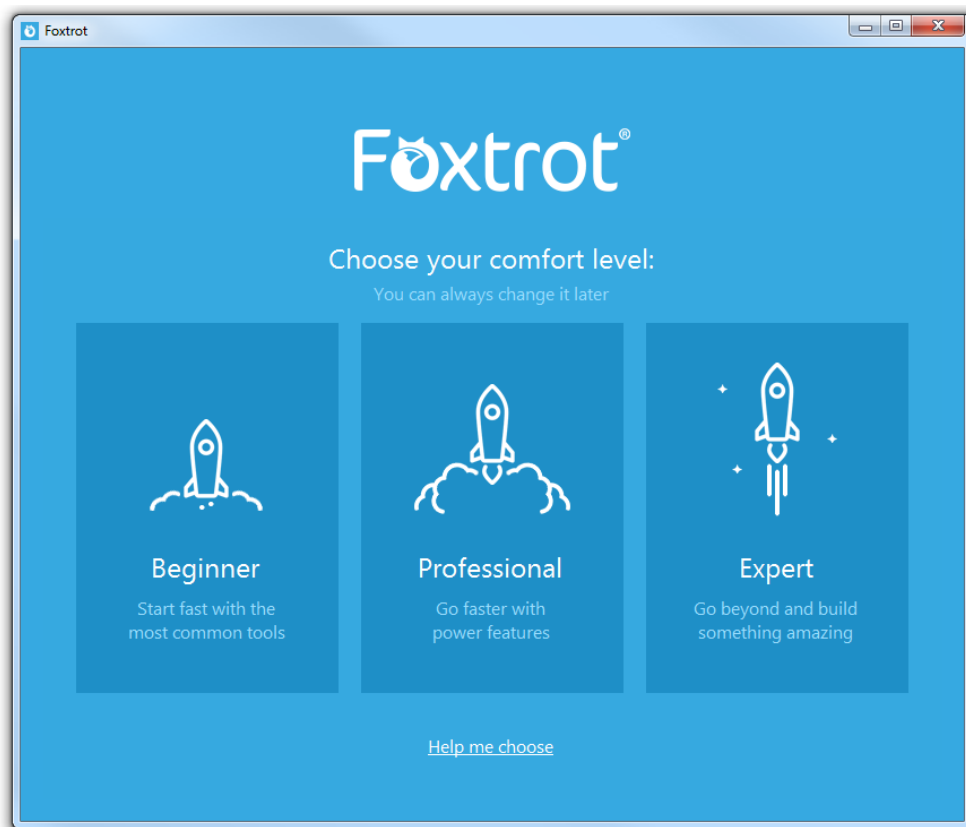 Foxtrot
Foxtrot®
Choose your comfort level:
You can always change it later
Beginner
Start fast with the
most common tools
Professional
Go faster with
power features
Expert
Go beyond and build
something amazing
Help me choose